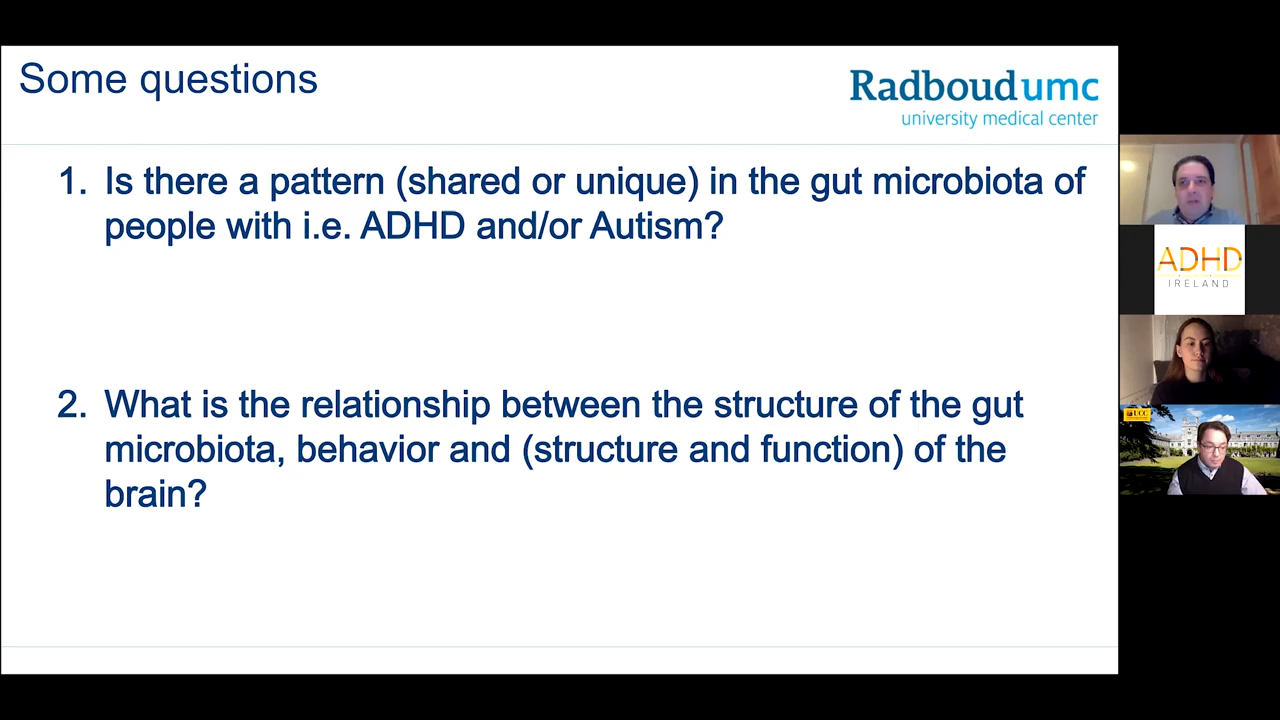 Some questions
Radboudumc
university medical center
1. Is there a pattern (shared or unique) in the gut microbiota of
people with i.e. ADHD and/or Autism?
2. What is the relationship between the structure of the gut
microbiota, behavior and (structure and function) of the
brain?
ADHD
IRELAND
UCC